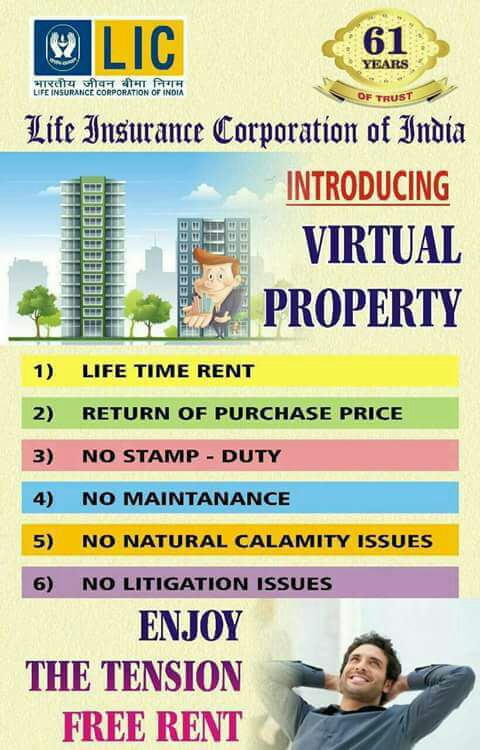 LIC
भारतीय जीवन बीमा निगम
LIFE INSURANCE CORPORATION OF INDIA
61
YEARS
OF TRUST
Life Insurance Corporation of India
INTRODUCING
VIRTUAL
PROPERTY
1) LIFE TIME RENT
2) RETURN OF PURCHASE PRICE
3) NO STAMP - DUTY
4) NO MAINTANANCE
5) NO NATURAL CALAMITY ISSUES
6) NO LITIGATION ISSUES
ENJOY
THE TENSION
FREE RENT